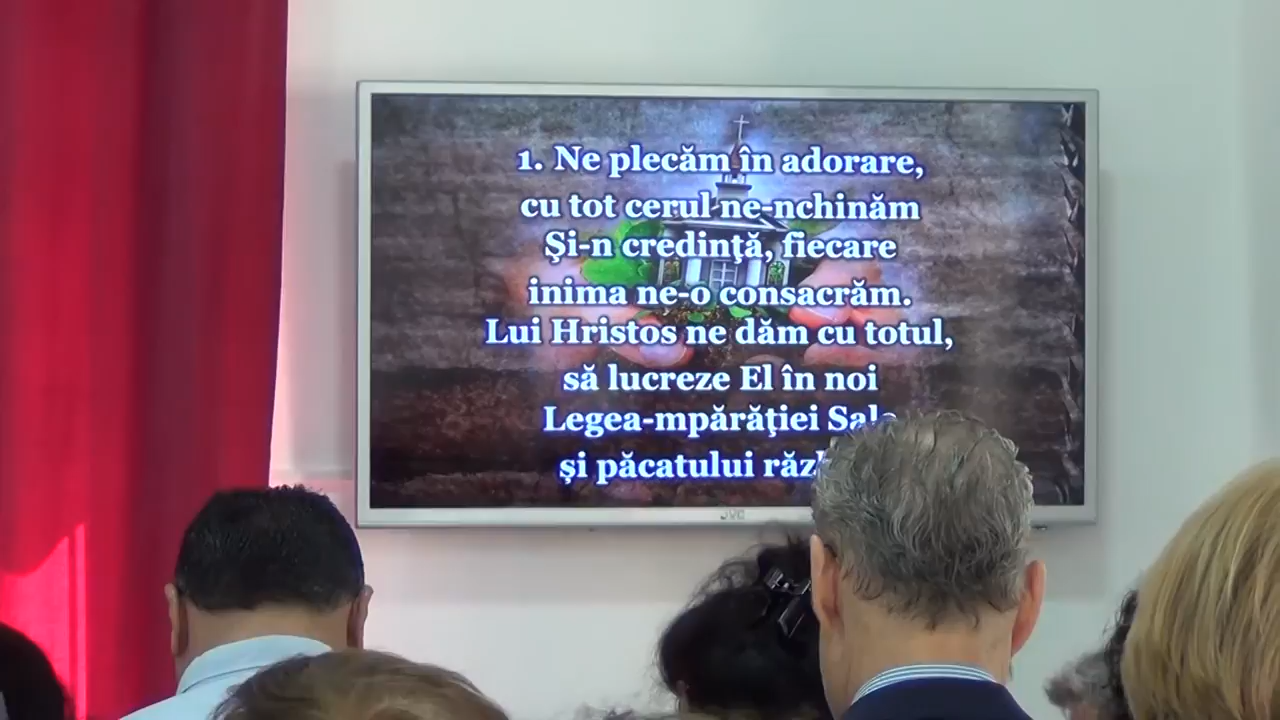 1. Ne plecăm în adorare,
cu tot cerul ne-nchinăm
Şi-n credinţă, fiecare
inima ne-o consacrăm.
Lui Hristos ne dăm cu totul,
să lucreze El în noi
Legea-mpărăţiei Sale
şi păcatului
JVC